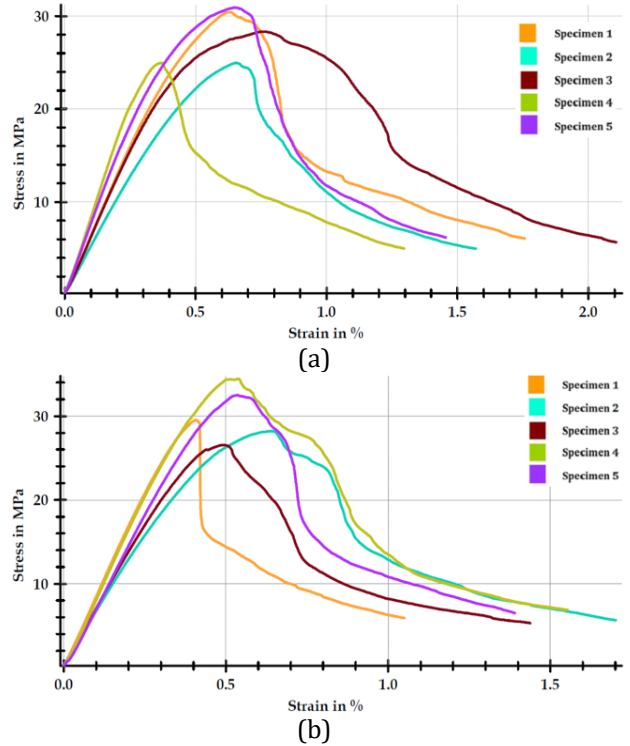 30
20
10
Stress in MPa
Specimen 1
Specimen 2
Specimen 3
Specimen 4
Specimen 5
0.0 0.5 1.0 1.5 2.0
Strain in %
(a)
30
20
10
Stress in MPa
Specimen 1
Specimen 2
Specimen 3
Specimen 4
Specimen 5
0.0 0.5 1.0 1.5
Strain in %
(b)